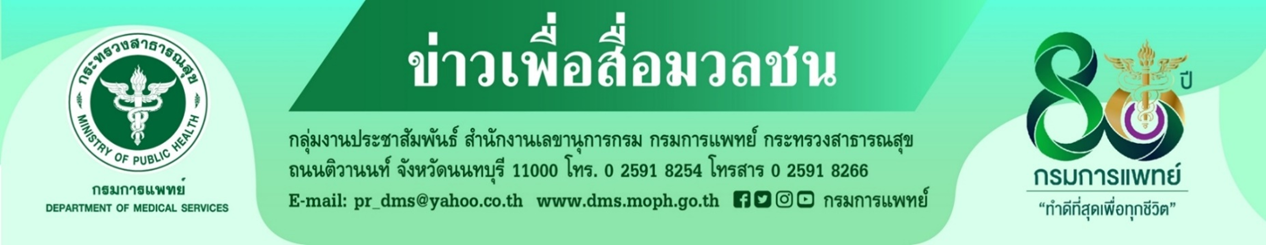 กระทรวงสาธารณสุข
MINISTRY OF PUBLIC HEALTH
กรมการแพทย์
DEPARTMENT OF MEDICAL SERVICES
ข่าวเพื่อสื่อมวลชน
กลุ่มงานประชาสัมพันธ์ สำนักงานเลขานุการกรม กรมการแพทย์ กระทรวงสาธารณสุข
ถนนติวานนท์ จังหวัดนนทบุรี 11000 โทร. 0 2591 8254 โทรสาร 0 2591 8266
E-mail: pr_dms@yahoo.co.th www.dms.moph.go.th กรมการแพทย์
80 ปี
กรมการแพทย์
"ทำดีที่สุดเพื่อทุกชีวิต"